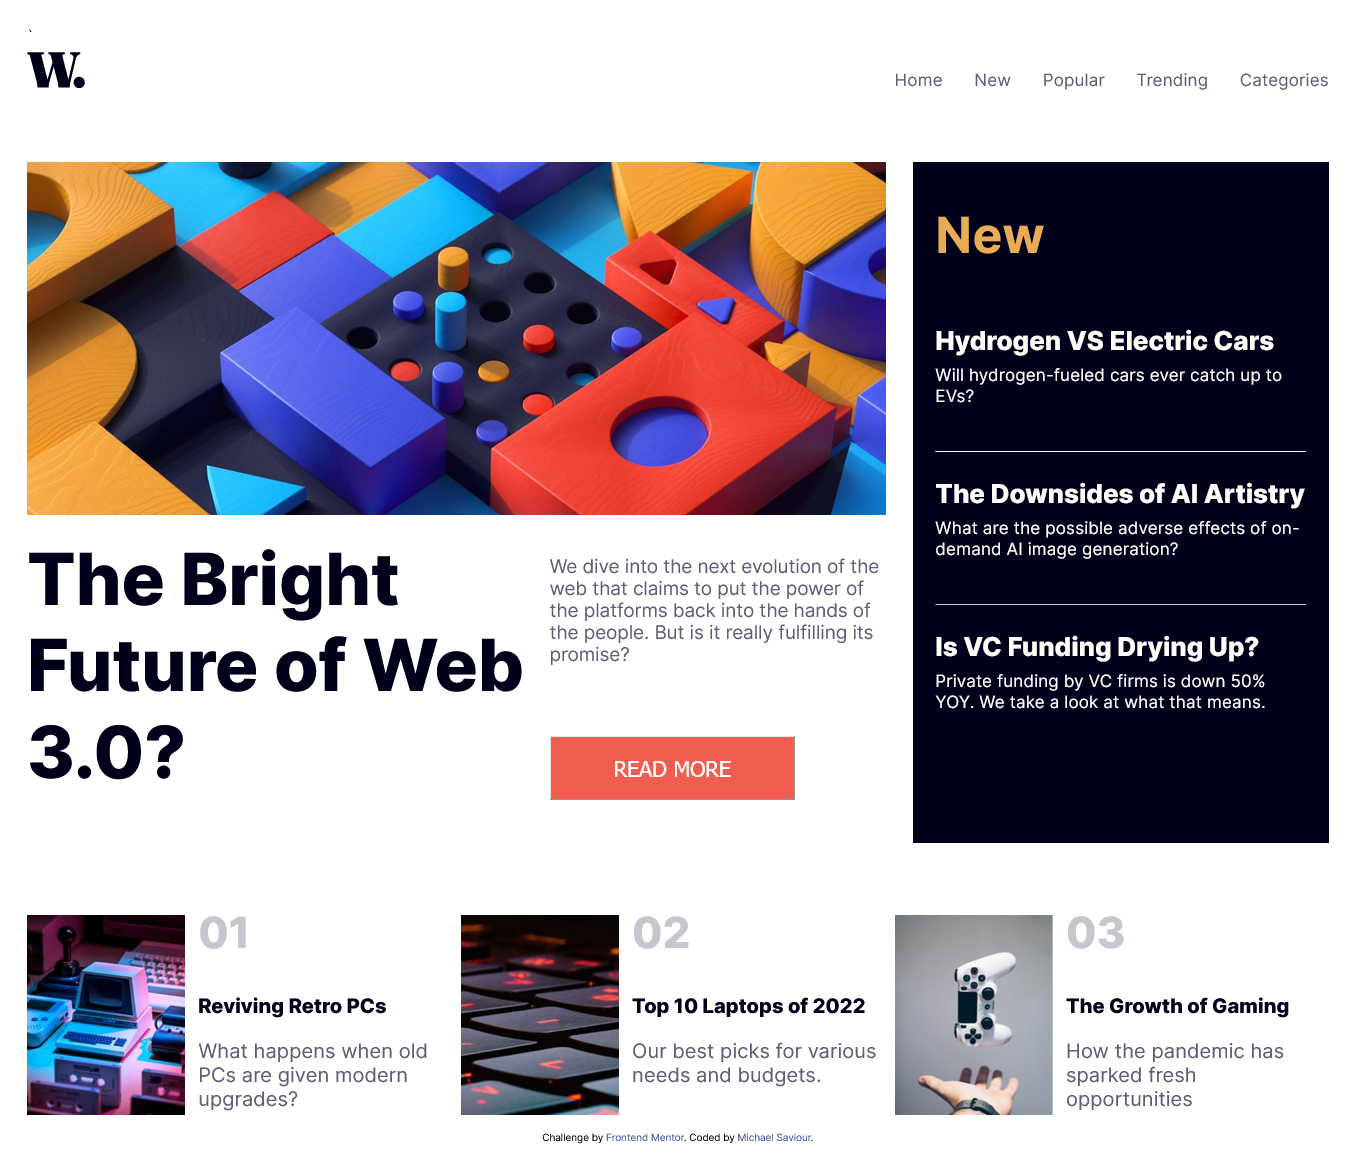 `
W.
Home New Popular Trending Categories
New
Hydrogen VS Electric Cars
Will hydrogen-fueled cars ever catch up to
EVs?
The Downsides of AI Artistry
What are the possible adverse effects of on-
demand AI image generation?
Is VC Funding Drying Up?
Private funding by VC firms is down 50%
YOY. We take a look at what that means.
The Bright
Future of Web
3.0?
We dive into the next evolution of the
web that claims to put the power of
the platforms back into the hands of
the people. But is it really fulfilling its
promise?
READ MORE
01
Reviving Retro PCs
What happens when old
PCs are given modern
upgrades?
02
Top 10 Laptops of 2022
Our best picks for various
needs and budgets.
03
The Growth of Gaming
How the pandemic has
sparked fresh
opportunities
Challenge by Frontend Mentor. Coded by Michael Saviour.